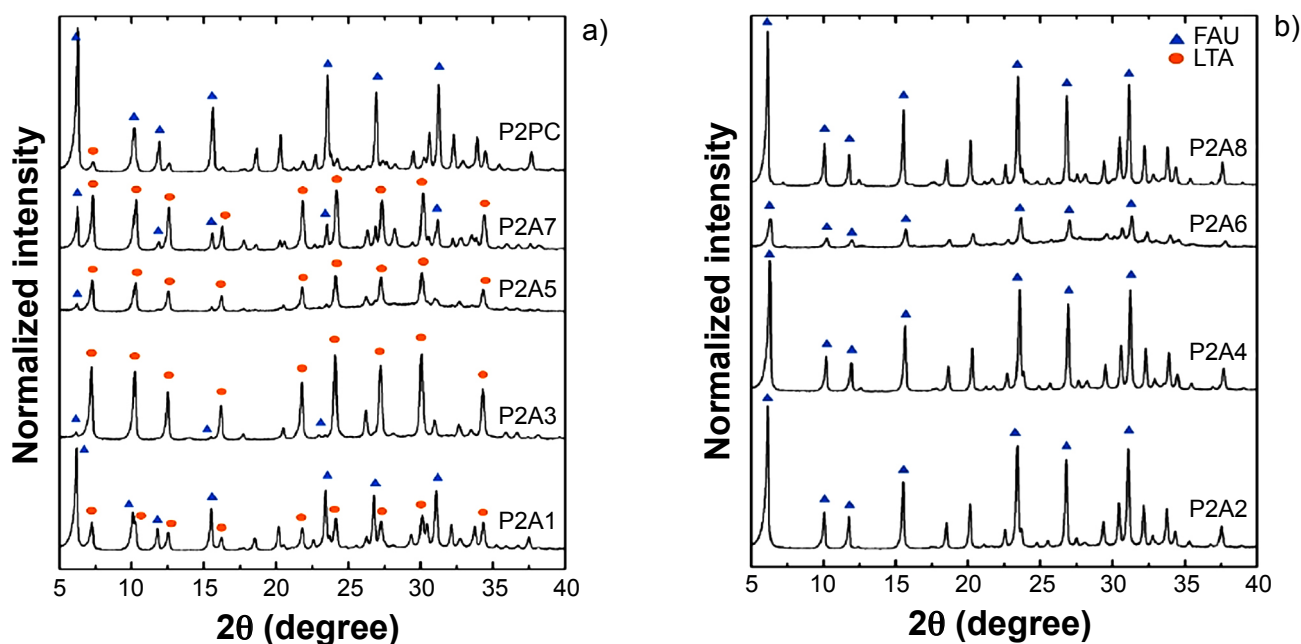 a)
P2PC
P2A7
P2A5
P2A3
P2A1
Normalized intensity
5 10 15 20 25 30 35 40
2θ (degree)
b)
FAU
LTA
P2A8
P2A6
P2A4
P2A2
Normalized intensity
5 10 15 20 25 30 35 40
2θ (degree)